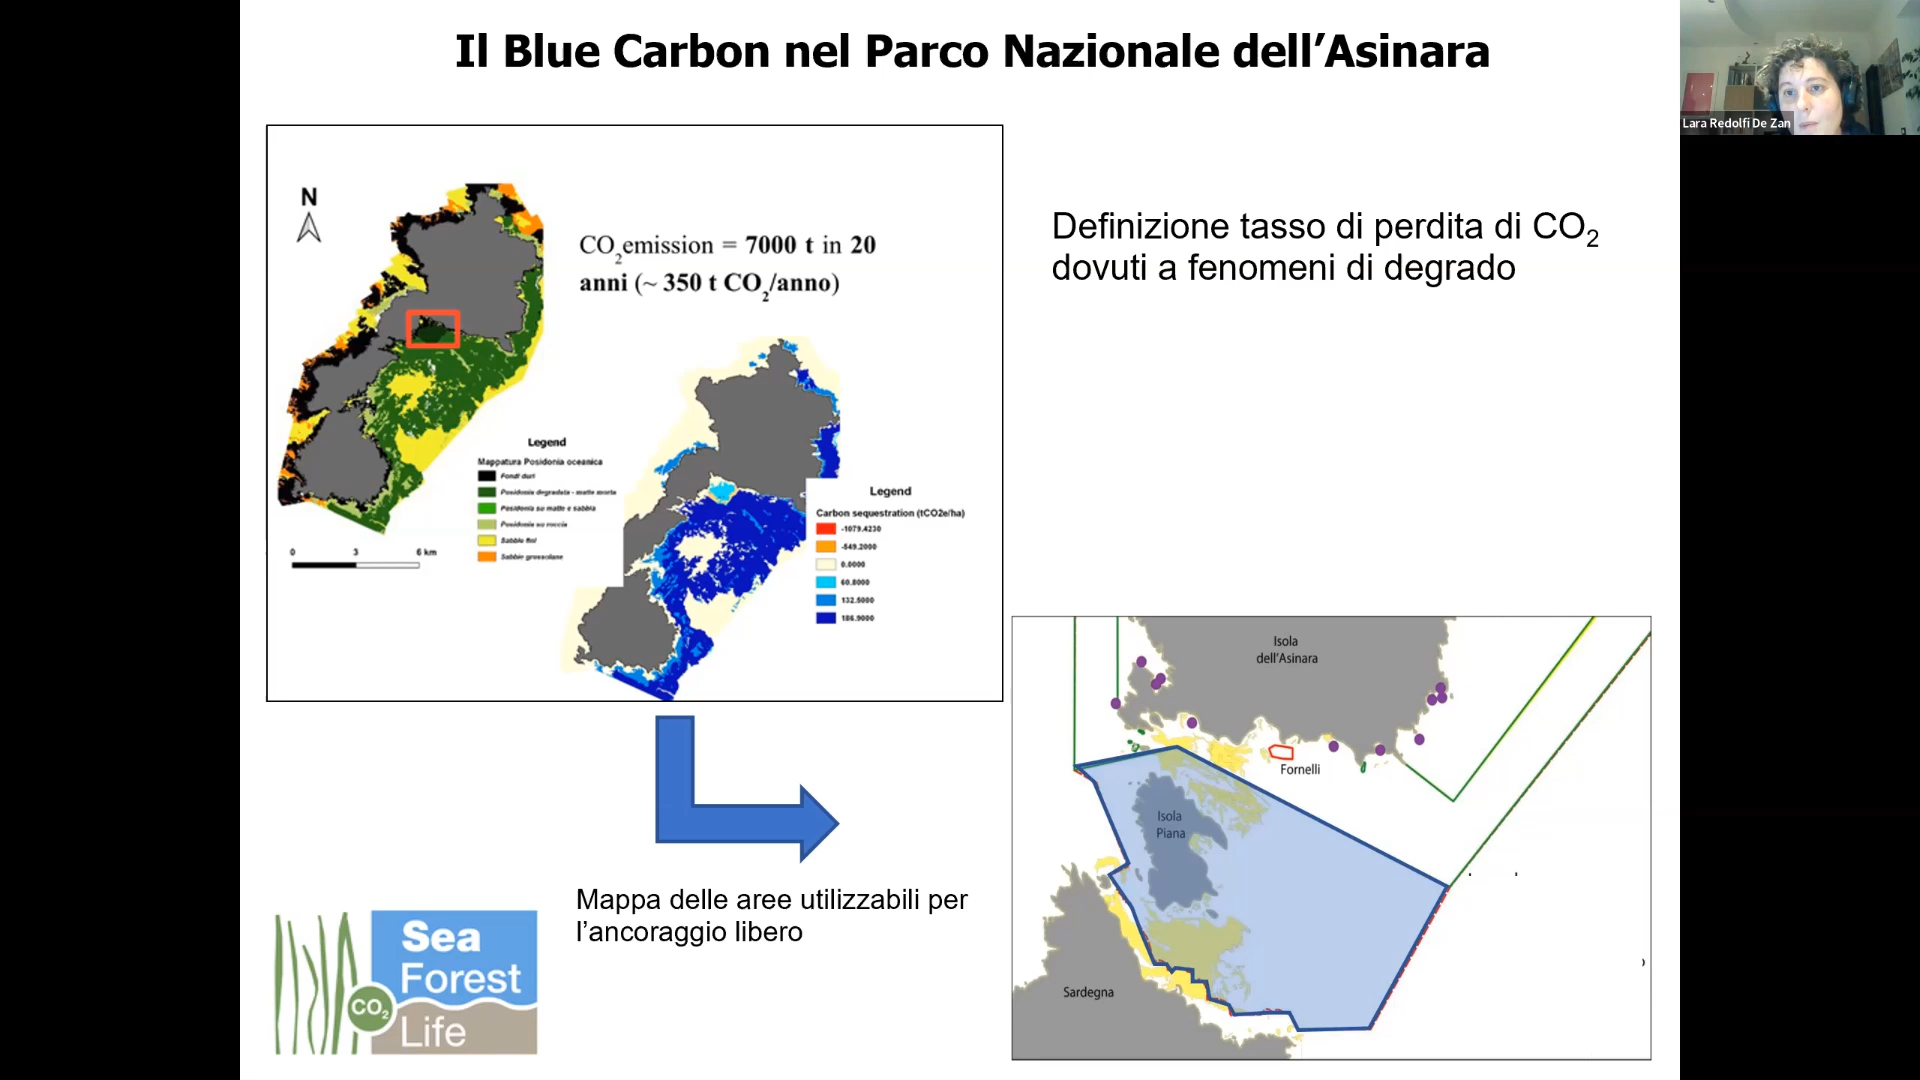 Il Blue Carbon nel Parco Nazionale dell'Asinara
Lara Redolfi De Zan
N
CO₂emission = 7000 t in 20
anni (~ 350 t CO₂/anno)
Definizione tasso di perdita di CO₂
dovuti a fenomeni di degrado
Legend
Mappatura Posidonia oceanica
Fondi duri
Posidonia degradata - matte morta
Posidonia su matte e sabbia
Posidonia su roccia
Sabbie fini
Sabbie grossolane
0 3 6 km
Legend
Carbon sequestration (tCO2e/ha)
-1079.4230
-549.2000
0.0000
60.8000
132.5000
186.9000
Isola
dell'Asinara
Fornelli
Isola
Piana
Sardegna
Mappa delle aree utilizzabili per
l'ancoraggio libero
Sea
Forest
CO₂
Life